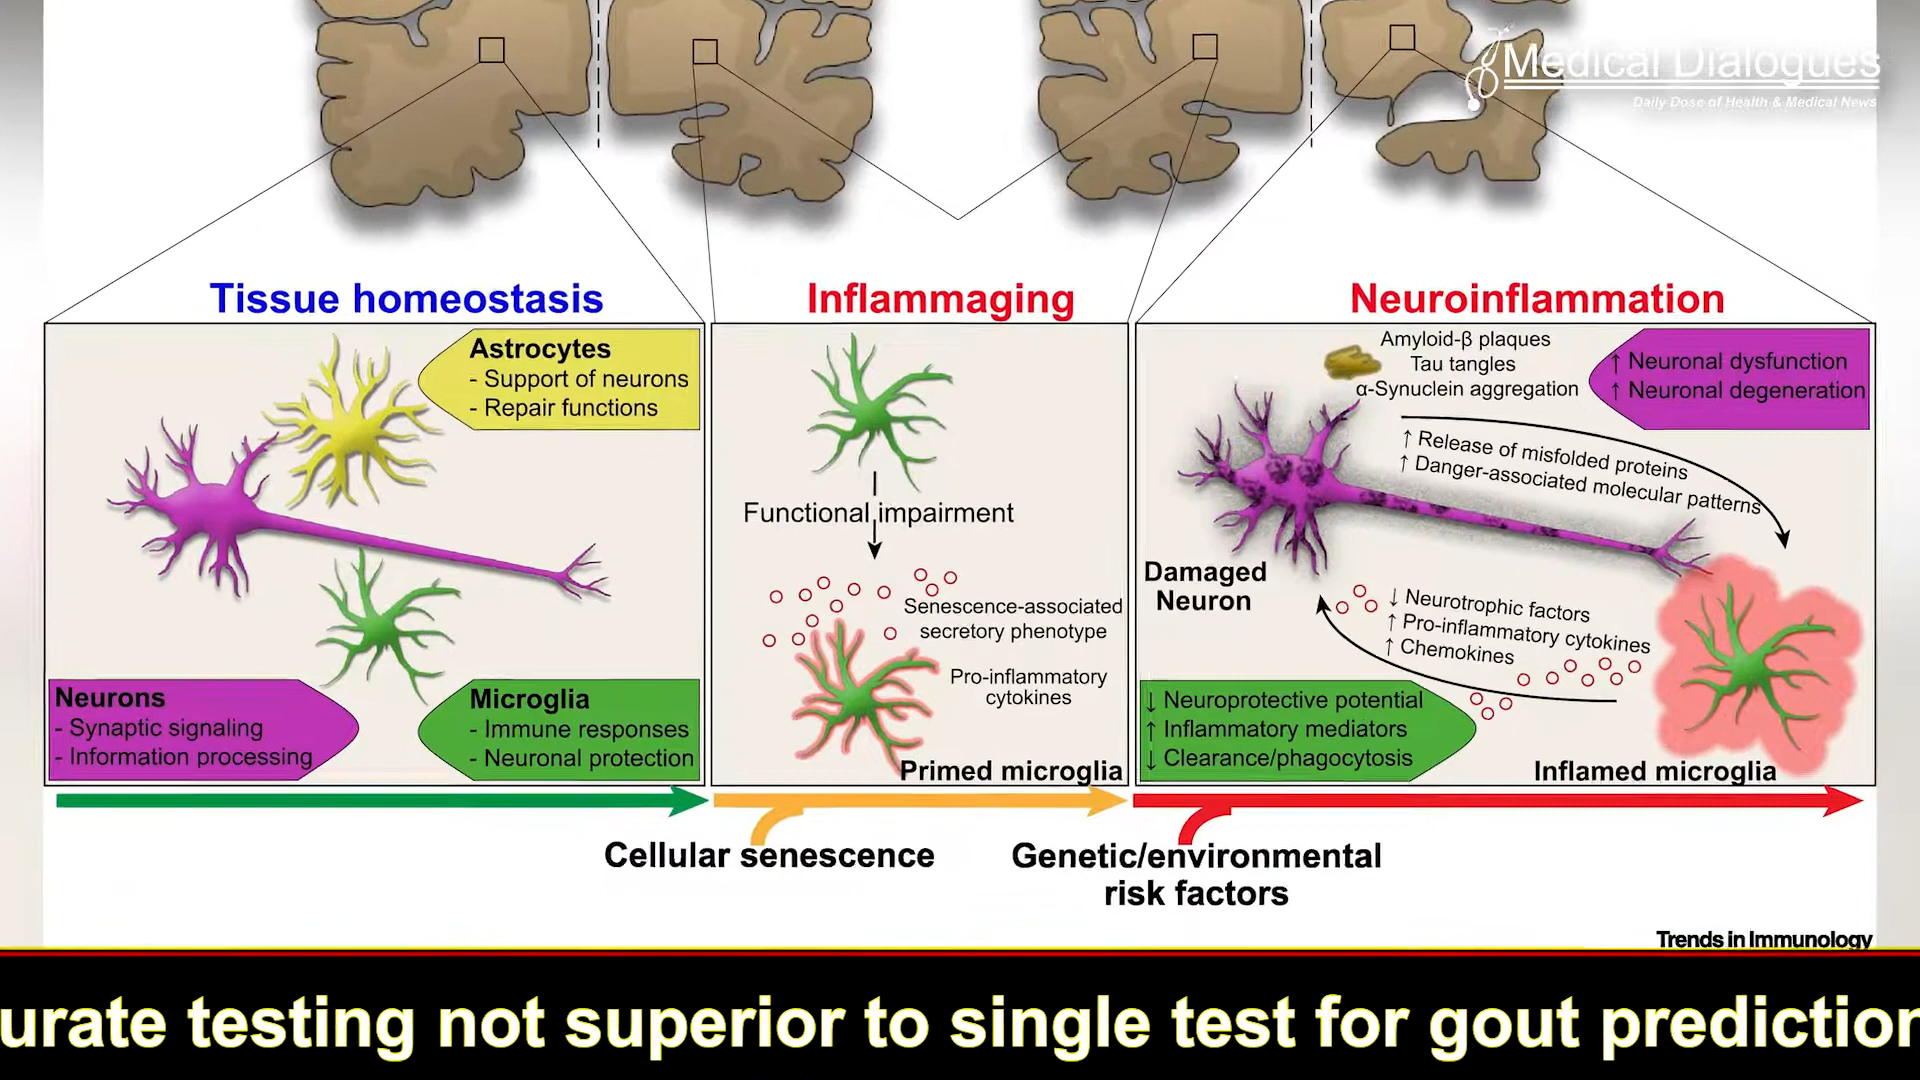 Medical Dialogues
Daily Dose of Health & Medical News
Tissue homeostasis
Astrocytes
- Support of neurons
- Repair functions
Neurons
- Synaptic signaling
- Information processing
Microglia
- Immune responses
- Neuronal protection
Inflammaging
Functional impairment
Senescence-associated
secretory phenotype
Pro-inflammatory
cytokines
Primed microglia
Neuroinflammation
Amyloid-β plaques
Tau tangles
α-Synuclein aggregation
↑ Neuronal dysfunction
↑ Neuronal degeneration
↑ Release of misfolded proteins
↑ Danger-associated molecular patterns
Damaged
Neuron
↓ Neurotrophic factors
↑ Pro-inflammatory cytokines
↑ Chemokines
↓ Neuroprotective potential
↑ Inflammatory mediators
↓ Clearance/phagocytosis
Inflamed microglia
Cellular senescence
Genetic/environmental
risk factors
Trends in Immunology
urate testing not superior to single test for gout prediction